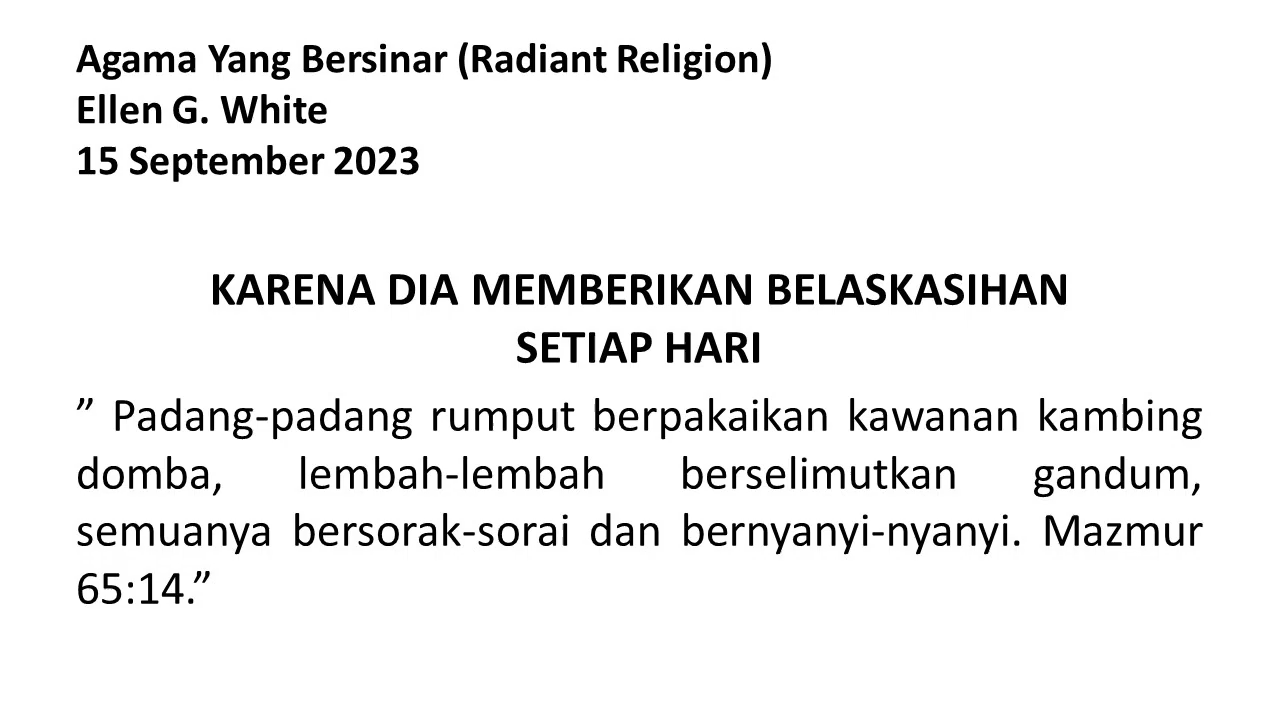 Agama Yang Bersinar (Radiant Religion)
Ellen G. White
15 September 2023
KARENA DIA MEMBERIKAN BELASKASIHAN
SETIAP HARI
” Padang-padang rumput berpakaikan kawanan kambing
domba, lembah-lembah berselimutkan gandum,
semuanya bersorak-sorai dan bernyanyi-nyanyi. Mazmur
65:14.”